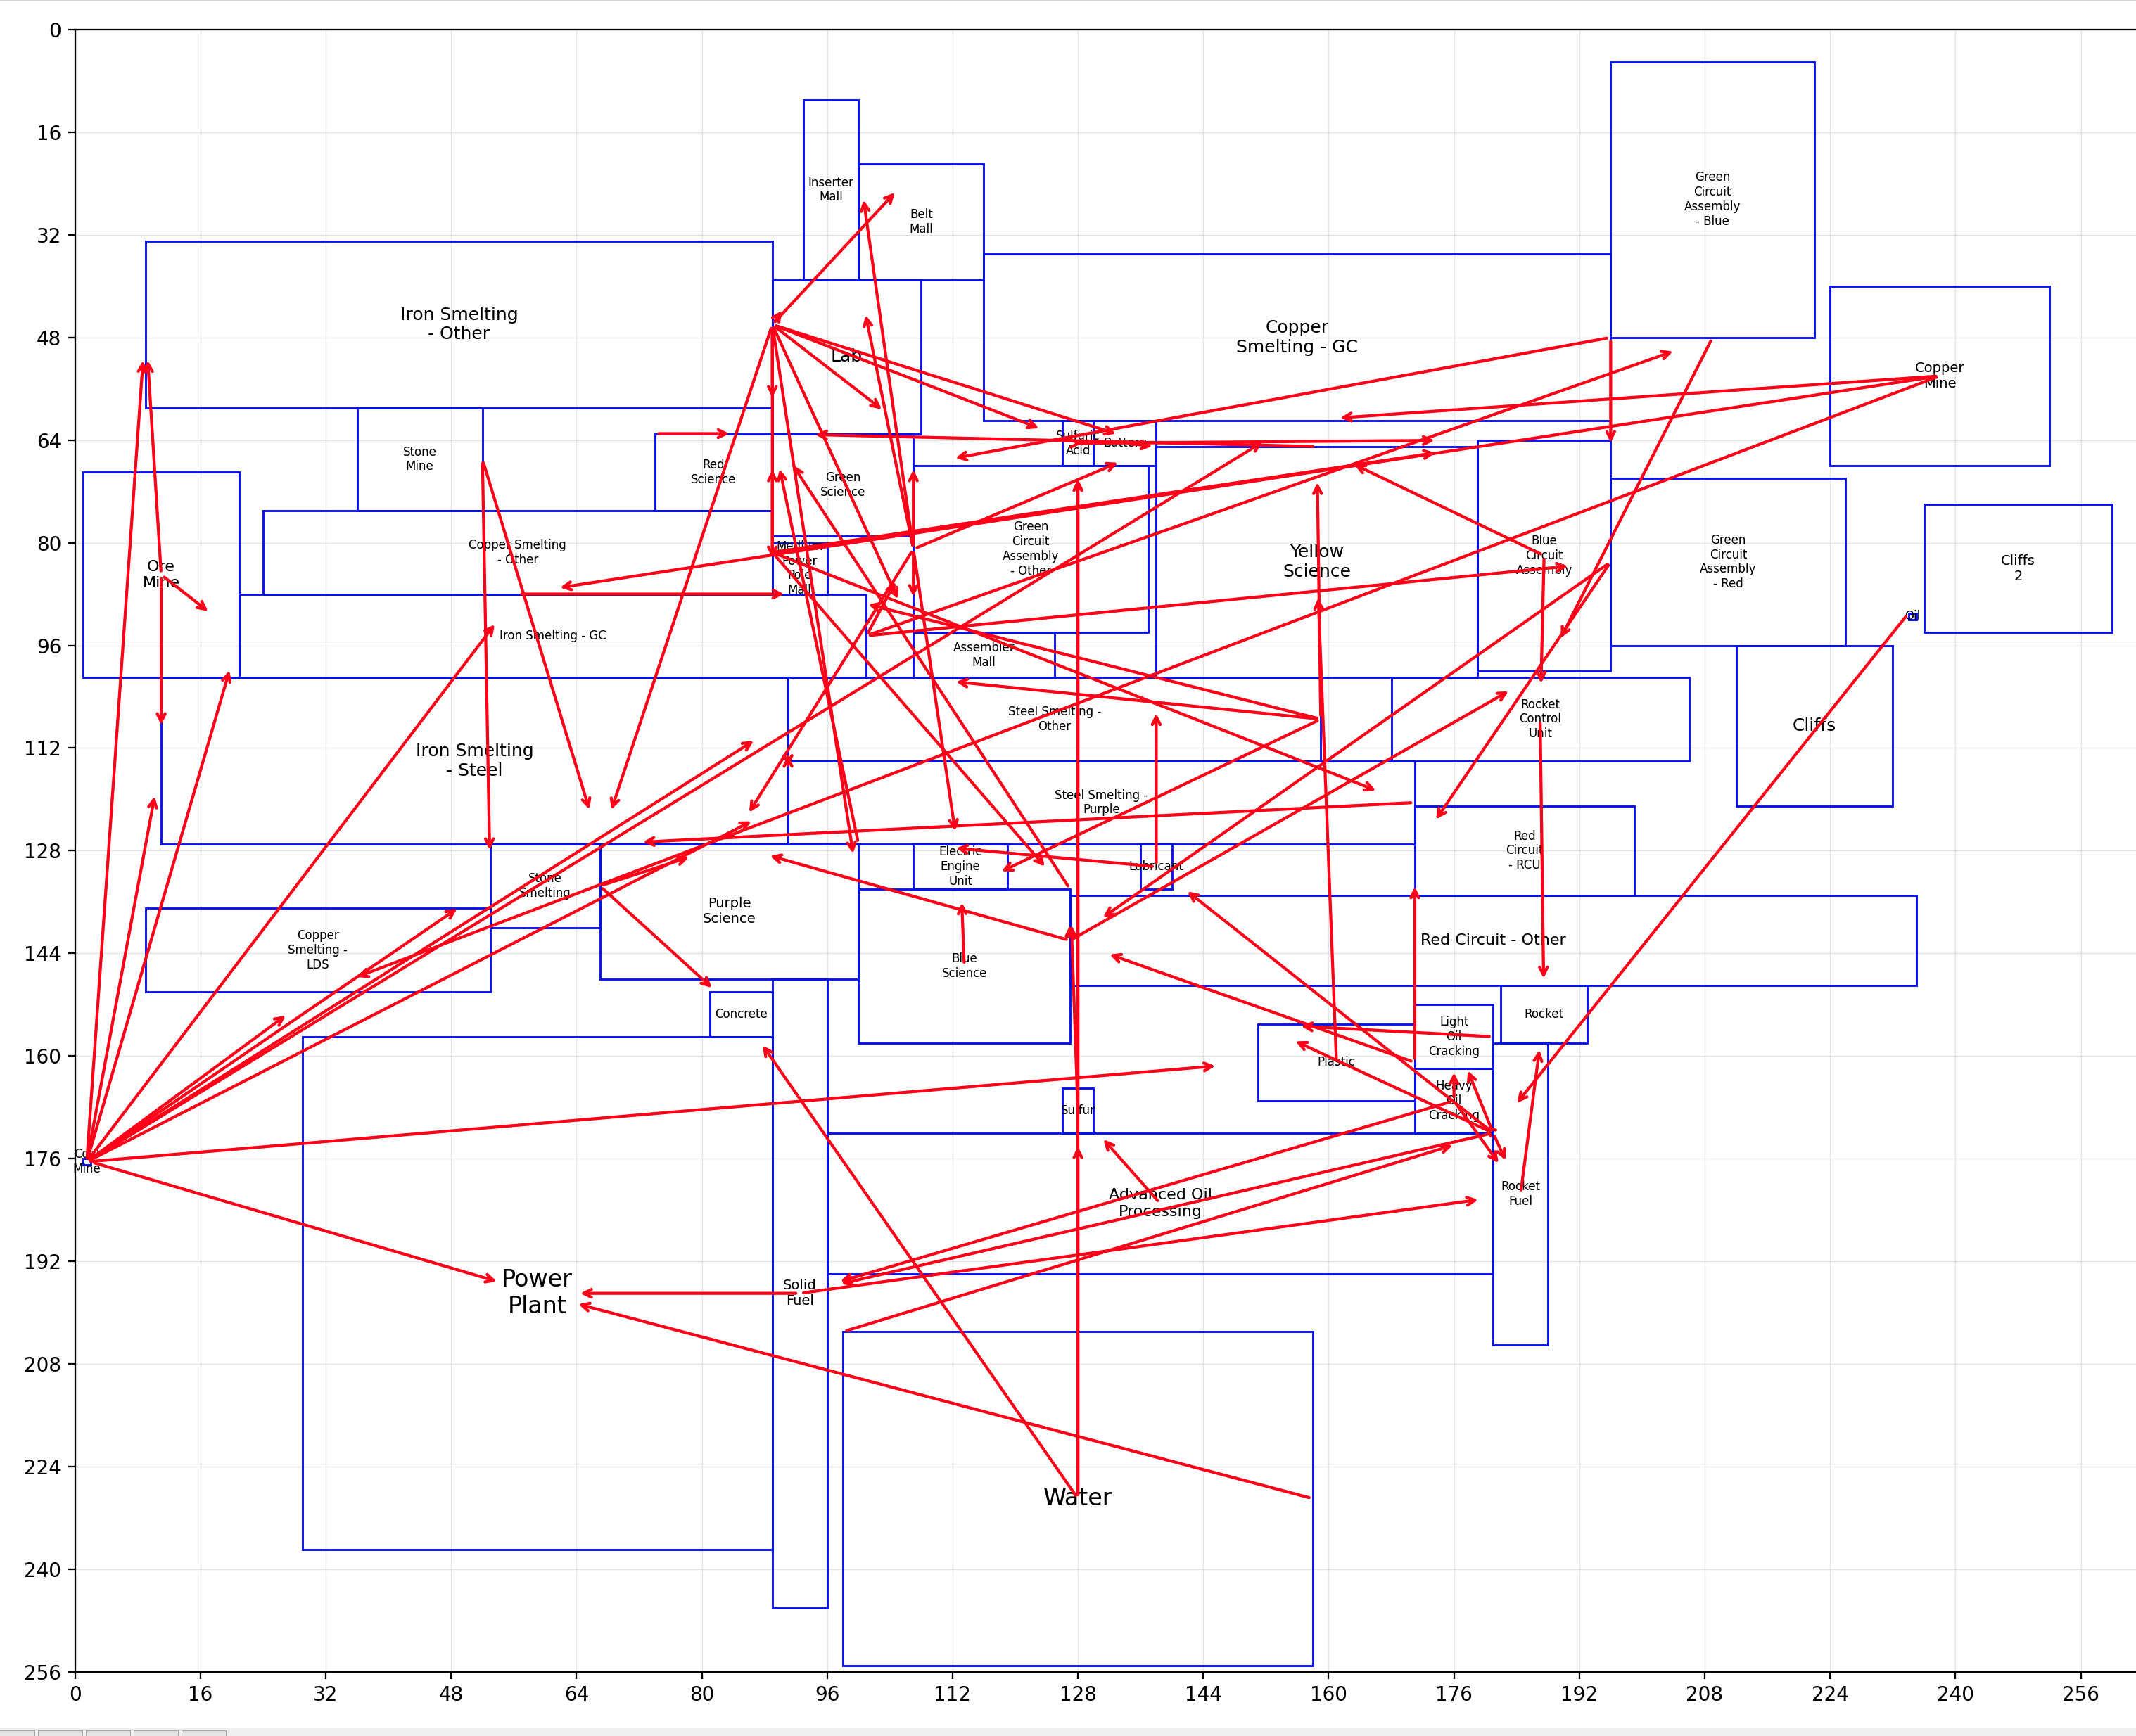 0
16
32
48
64
80
96
112
128
144
160
176
192
208
224
240
256
Inserter
Mall
Belt
Mall
Green
Circuit
Assembly
- Blue
Iron Smelting
- Other
Lab
Copper
Smelting - GC
Copper
Mine
Stone
Mine
Red
Science
Green
Science
Sulfuric
Acid
Battery
Ore
Mine
Copper Smelting
- Other
Medium
Power
Pole
Mall
Green
Circuit
Assembly
- Other
Yellow
Science
Blue
Circuit
Assembly
Green
Circuit
Assembly
- Red
Cliffs
2
Oil
Iron Smelting - GC
Assembler
Mall
Iron Smelting
- Steel
Steel Smelting -
Other
Rocket
Control
Unit
Cliffs
Steel Smelting -
Purple
Red
Circuit
- RCU
Stone
Smelting
Electric
Engine
Unit
Lubricant
Purple
Science
Copper
Smelting -
LDS
Blue
Science
Red Circuit - Other
Concrete
Light
Oil
Cracking
Rocket
Plastic
Heavy
Oil
Cracking
Sulfur
Coal
Mine
Advanced Oil
Processing
Rocket
Fuel
Power
Plant
Solid
Fuel
Water
0 16 32 48 64 80 96 112 128 144 160 176 192 208 224 240 256